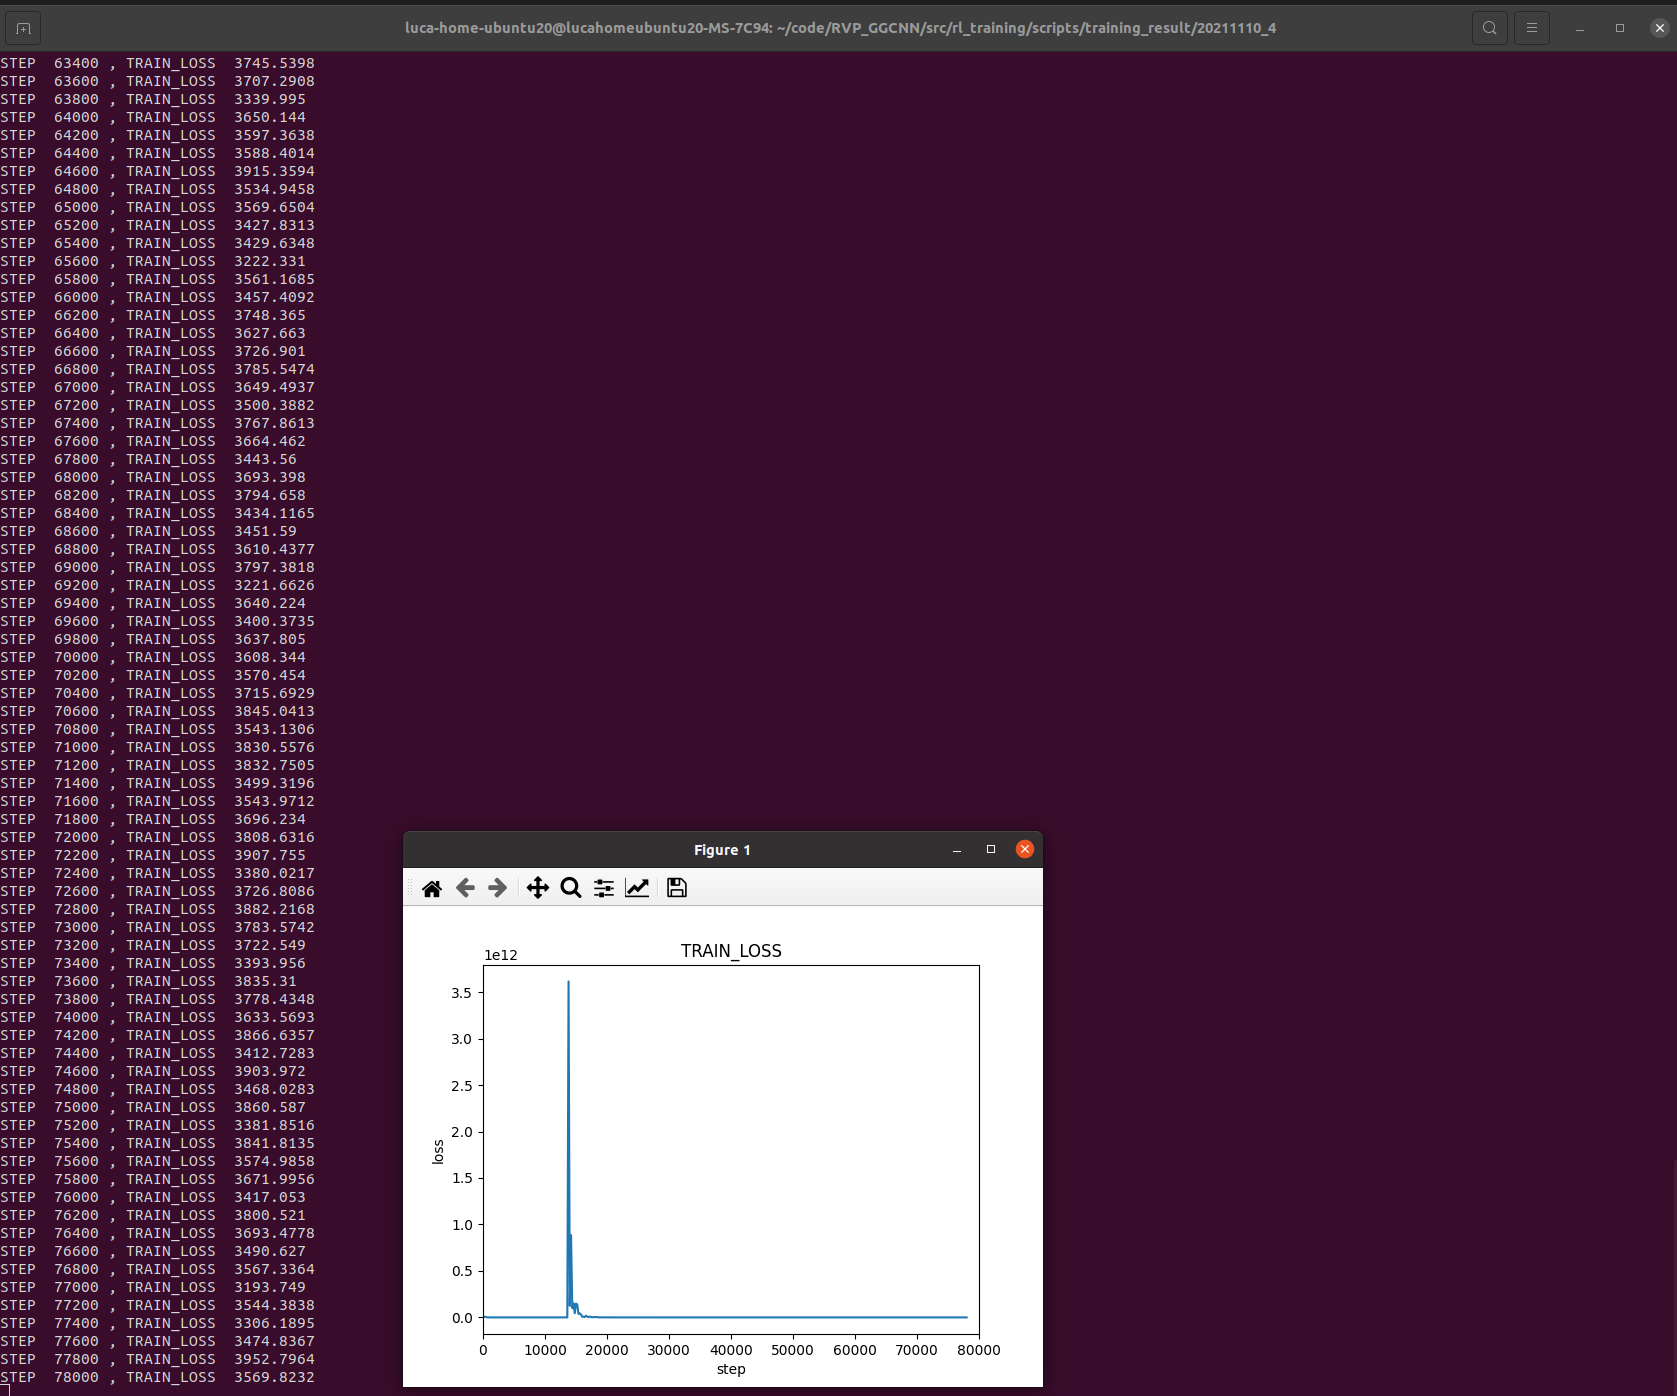 luca-home-ubuntu20@lucahomeubuntu20-MS-7C94: ~/code/RVP_GGCNN/src/rl_training/scripts/training_result/20211110_4
STEP  63400 , TRAIN_LOSS  3745.5398
STEP  63600 , TRAIN_LOSS  3707.2908
STEP  63800 , TRAIN_LOSS  3339.995
STEP  64000 , TRAIN_LOSS  3650.144
STEP  64200 , TRAIN_LOSS  3597.3638
STEP  64400 , TRAIN_LOSS  3588.4014
STEP  64600 , TRAIN_LOSS  3915.3594
STEP  64800 , TRAIN_LOSS  3534.9458
STEP  65000 , TRAIN_LOSS  3569.6504
STEP  65200 , TRAIN_LOSS  3427.8313
STEP  65400 , TRAIN_LOSS  3429.6348
STEP  65600 , TRAIN_LOSS  3222.331
STEP  65800 , TRAIN_LOSS  3561.1685
STEP  66000 , TRAIN_LOSS  3457.4092
STEP  66200 , TRAIN_LOSS  3748.365
STEP  66400 , TRAIN_LOSS  3627.663
STEP  66600 , TRAIN_LOSS  3726.901
STEP  66800 , TRAIN_LOSS  3785.5474
STEP  67000 , TRAIN_LOSS  3649.4937
STEP  67200 , TRAIN_LOSS  3500.3882
STEP  67400 , TRAIN_LOSS  3767.8613
STEP  67600 , TRAIN_LOSS  3664.462
STEP  67800 , TRAIN_LOSS  3443.56
STEP  68000 , TRAIN_LOSS  3693.398
STEP  68200 , TRAIN_LOSS  3794.658
STEP  68400 , TRAIN_LOSS  3434.1165
STEP  68600 , TRAIN_LOSS  3451.59
STEP  68800 , TRAIN_LOSS  3610.4377
STEP  69000 , TRAIN_LOSS  3797.3818
STEP  69200 , TRAIN_LOSS  3221.6626
STEP  69400 , TRAIN_LOSS  3640.224
STEP  69600 , TRAIN_LOSS  3400.3735
STEP  69800 , TRAIN_LOSS  3637.805
STEP  70000 , TRAIN_LOSS  3608.344
STEP  70200 , TRAIN_LOSS  3570.454
STEP  70400 , TRAIN_LOSS  3715.6929
STEP  70600 , TRAIN_LOSS  3845.0413
STEP  70800 , TRAIN_LOSS  3543.1306
STEP  71000 , TRAIN_LOSS  3830.5576
STEP  71200 , TRAIN_LOSS  3832.7505
STEP  71400 , TRAIN_LOSS  3499.3196
STEP  71600 , TRAIN_LOSS  3543.9712
STEP  71800 , TRAIN_LOSS  3696.234
STEP  72000 , TRAIN_LOSS  3808.6316
STEP  72200 , TRAIN_LOSS  3907.755
STEP  72400 , TRAIN_LOSS  3380.0217
STEP  72600 , TRAIN_LOSS  3726.8086
STEP  72800 , TRAIN_LOSS  3882.2168
STEP  73000 , TRAIN_LOSS  3783.5742
STEP  73200 , TRAIN_LOSS  3722.549
STEP  73400 , TRAIN_LOSS  3393.956
STEP  73600 , TRAIN_LOSS  3835.31
STEP  73800 , TRAIN_LOSS  3778.4348
STEP  74000 , TRAIN_LOSS  3633.5693
STEP  74200 , TRAIN_LOSS  3866.6357
STEP  74400 , TRAIN_LOSS  3412.7283
STEP  74600 , TRAIN_LOSS  3903.972
STEP  74800 , TRAIN_LOSS  3468.0283
STEP  75000 , TRAIN_LOSS  3860.587
STEP  75200 , TRAIN_LOSS  3381.8516
STEP  75400 , TRAIN_LOSS  3841.8135
STEP  75600 , TRAIN_LOSS  3574.9858
STEP  75800 , TRAIN_LOSS  3671.9956
STEP  76000 , TRAIN_LOSS  3417.053
STEP  76200 , TRAIN_LOSS  3800.521
STEP  76400 , TRAIN_LOSS  3693.4778
STEP  76600 , TRAIN_LOSS  3490.627
STEP  76800 , TRAIN_LOSS  3567.3364
STEP  77000 , TRAIN_LOSS  3193.749
STEP  77200 , TRAIN_LOSS  3544.3838
STEP  77400 , TRAIN_LOSS  3306.1895
STEP  77600 , TRAIN_LOSS  3474.8367
STEP  77800 , TRAIN_LOSS  3952.7964
STEP  78000 , TRAIN_LOSS  3569.8232
Figure 1
TRAIN_LOSS
1e12
3.5
3.0
2.5
2.0
1.5
1.0
0.5
0.0
loss
0 10000 20000 30000 40000 50000 60000 70000 80000
step